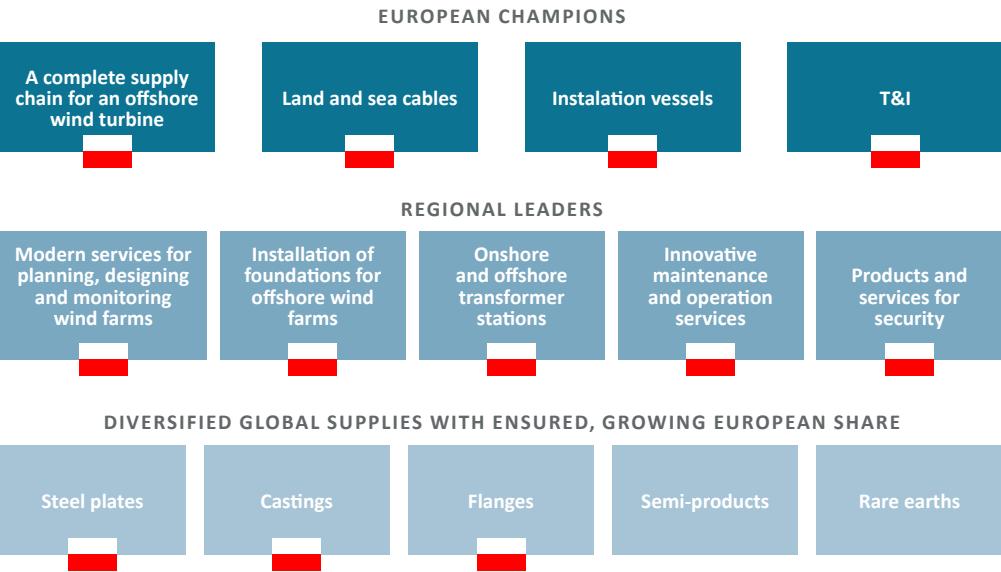 EUROPEAN CHAMPIONS
A complete supply
chain for an offshore
wind turbine
Land and sea cables
Instalation vessels
T&I
REGIONAL LEADERS
Modern services for
planning, designing
and monitoring
wind farms
Installation of
foundations for
offshore wind
farms
Onshore
and offshore
transformer
stations
Innovative
maintenance
and operation
services
Products and
services for
security
DIVERSIFIED GLOBAL SUPPLIES WITH ENSURED, GROWING EUROPEAN SHARE
Steel plates
Castings
Flanges
Semi-products
Rare earths